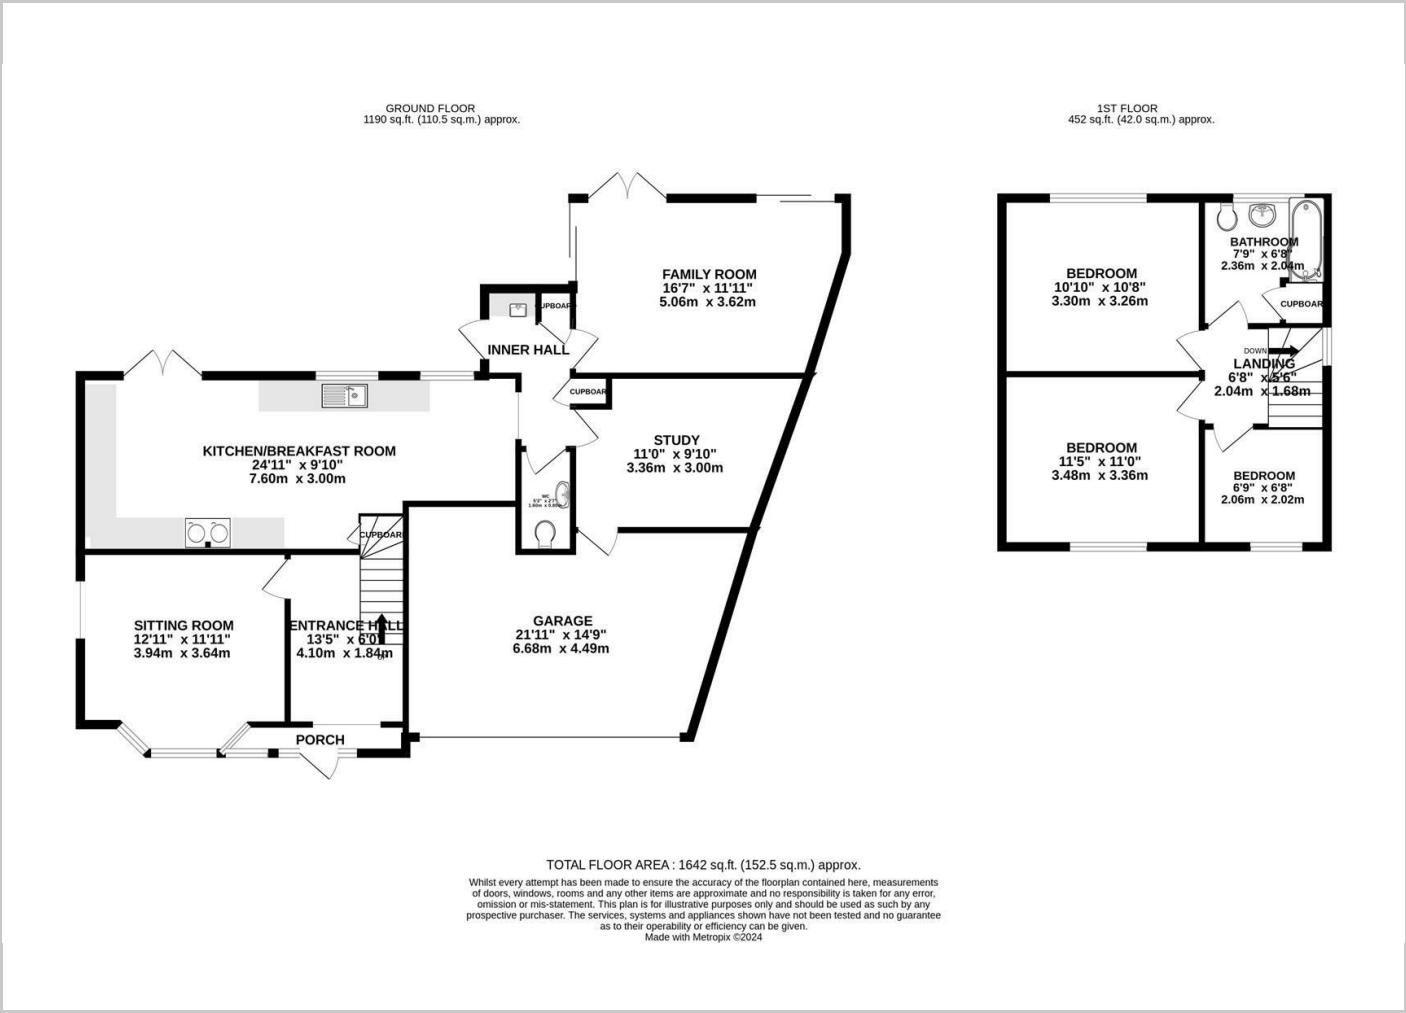 GROUND FLOOR
1190 sq.ft. (110.5 sq.m.) approx.
1ST FLOOR
452 sq.ft. (42.0 sq.m.) approx.
FAMILY ROOM
16'7" x 11'11"
5.06m x 3.62m
CUPBOARD
INNER HALL
CUPBOARD
KITCHEN/BREAKFAST ROOM
24'11" x 9'10"
7.60m x 3.00m
STUDY
11'0" x 9'10"
3.36m x 3.00m
WC
CUPBOARD
SITTING ROOM
12'11" x 11'11"
3.94m x 3.64m
ENTRANCE HALL
13'5" x 6'0"
4.10m x 1.84m
UP
GARAGE
21'11" x 14'9"
6.68m x 4.49m
PORCH
BEDROOM
10'10" x 10'8"
3.30m x 3.26m
BATHROOM
7'9" x 6'8"
2.36m x 2.04m
CUPBOARD
DOWN
LANDING
6'8" x 5'6"
2.04m x 1.68m
BEDROOM
11'5" x 11'0"
3.48m x 3.36m
BEDROOM
6'9" x 6'8"
2.06m x 2.02m
TOTAL FLOOR AREA : 1642 sq.ft. (152.5 sq.m.) approx.
Whilst every attempt has been made to ensure the accuracy of the floorplan contained here, measurements
of doors, windows, rooms and any other items are approximate and no responsibility is taken for any error,
omission or mis-statement. This plan is for illustrative purposes only and should be used as such by any
prospective purchaser. The services, systems and appliances shown have not been tested and no guarantee
as to their operability or efficiency can be given.
Made with Metropix ©2024